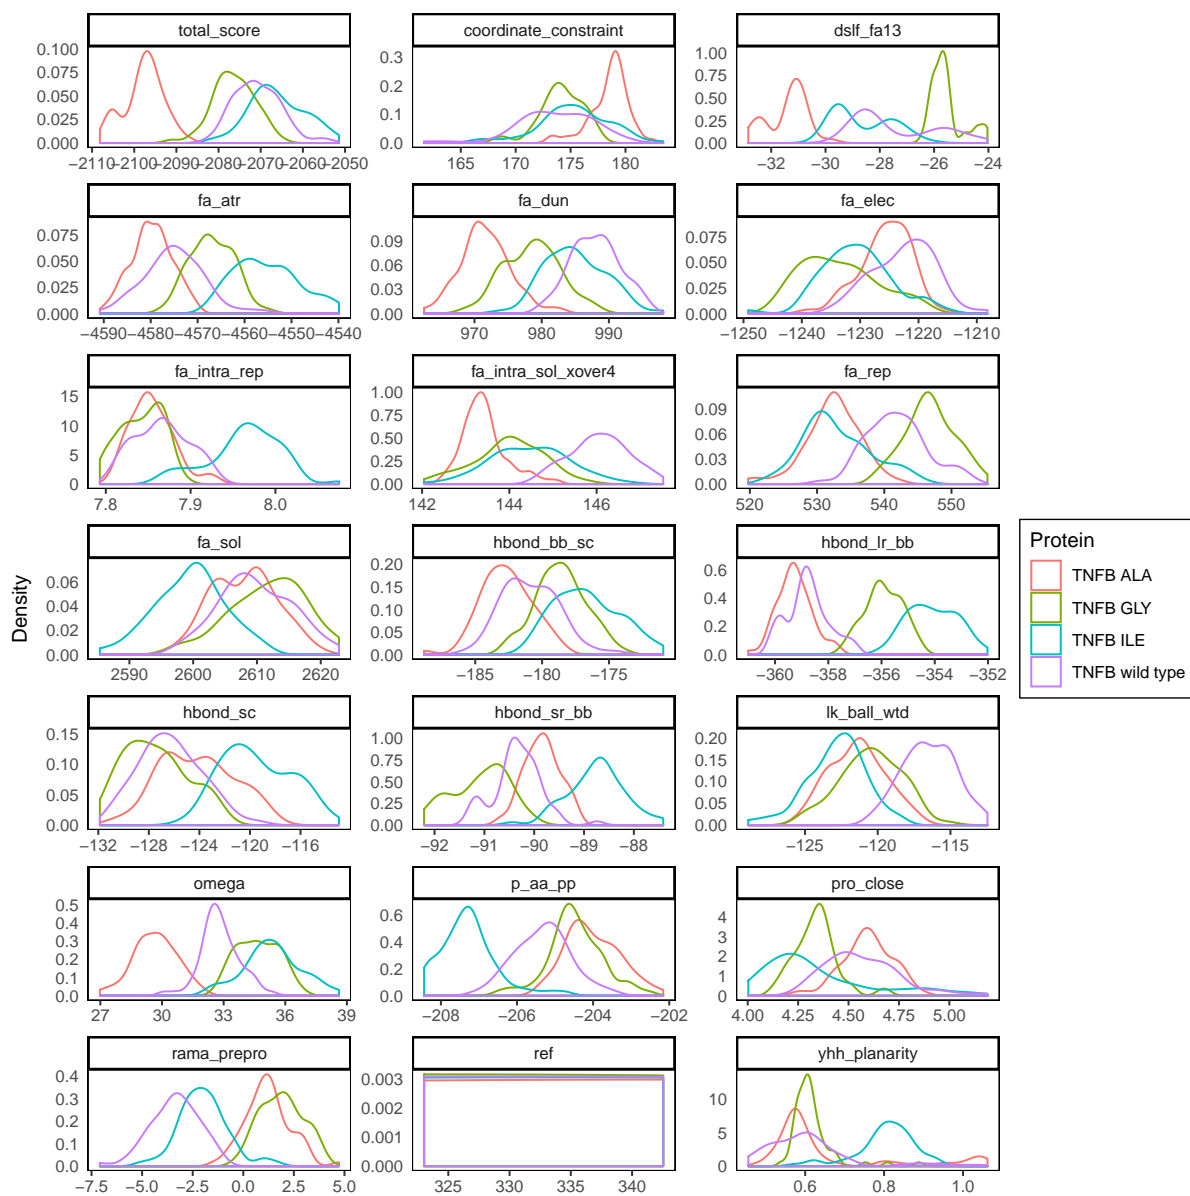 total_score
coordinate_constraint
dslf_fa13
0.100
0.075
0.050
0.025
0.000
−2110−2100−2090−2080−2070−2060−2050
0.3
0.2
0.1
0.0
165 170 175 180
1.00
0.75
0.50
0.25
0.00
−32 −30 −28 −26 −24
fa_atr
fa_dun
fa_elec
0.075
0.050
0.025
0.000
−4590−4580−4570−4560−4550−4540
0.09
0.06
0.03
0.00
970 980 990
0.075
0.050
0.025
0.000
−1250 −1240 −1230 −1220 −1210
fa_intra_rep
fa_intra_sol_xover4
fa_rep
15
10
5
0
7.8 7.9 8.0
1.00
0.75
0.50
0.25
0.00
142 144 146
0.09
0.06
0.03
0.00
520 530 540 550
fa_sol
hbond_bb_sc
hbond_lr_bb
0.06
0.04
0.02
0.00
2590 2600 2610 2620
0.20
0.15
0.10
0.05
0.00
−185 −180 −175
0.6
0.4
0.2
0.0
−360 −358 −356 −354 −352
hbond_sc
hbond_sr_bb
lk_ball_wtd
0.15
0.10
0.05
0.00
−132 −128 −124 −120 −116
1.00
0.75
0.50
0.25
0.00
−92 −91 −90 −89 −88
0.20
0.15
0.10
0.05
0.00
−125 −120 −115
omega
p_aa_pp
pro_close
0.5
0.4
0.3
0.2
0.1
0.0
27 30 33 36 39
0.6
0.4
0.2
0.0
−208 −206 −204 −202
4
3
2
1
0
4.00 4.25 4.50 4.75 5.00
rama_prepro
ref
yhh_planarity
0.4
0.3
0.2
0.1
0.0
−7.5 −5.0 −2.5 0.0 2.5 5.0
0.003
0.002
0.001
0.000
325 330 335 340
10
5
0
0.6 0.8 1.0
Density
Protein
TNFB ALA
TNFB GLY
TNFB ILE
TNFB wild type